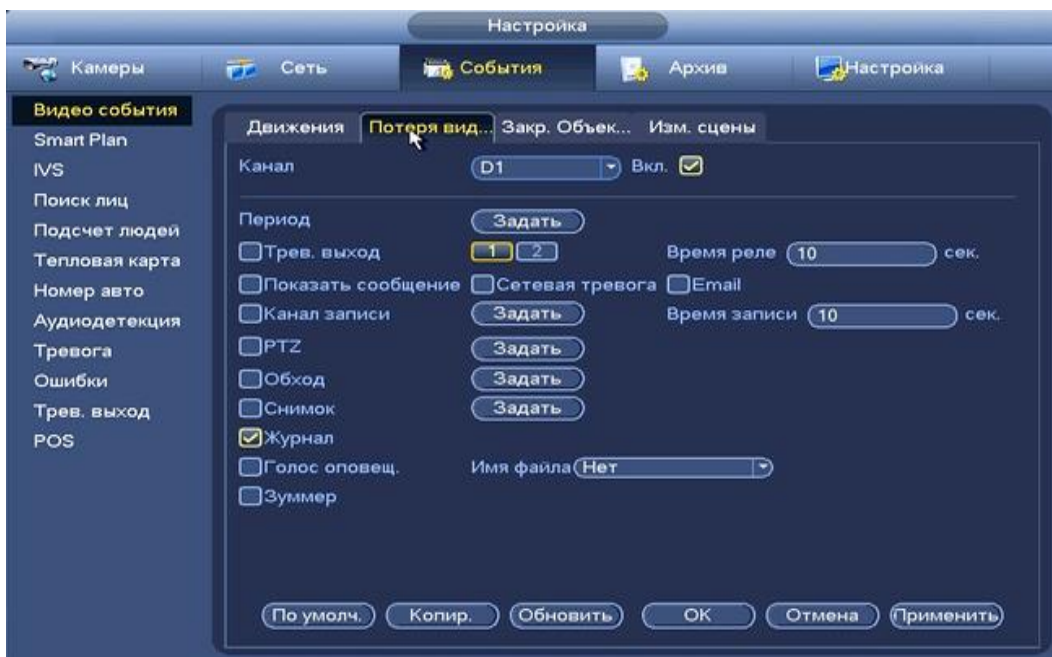 Настройка
Камеры Сеть События Архив Настройка
Видео события
Smart Plan
IVS
Поиск лиц
Подсчет людей
Тепловая карта
Номер авто
Аудиодетекция
Тревога
Ошибки
Трев. выход
POS
Движения Потеря вид... Закр. Объек... Изм. сцены
Канал D1 Вкл.
Период Задать
Трев. выход 1 2 Время реле 10 сек.
Показать сообщение Сетевая тревога Email
Канал записи Задать Время записи 10 сек.
PTZ Задать
Обход Задать
Снимок Задать
Журнал
Голос оповещ. Имя файла Нет
Зуммер
По умолч. Копир. Обновить OK Отмена Применить